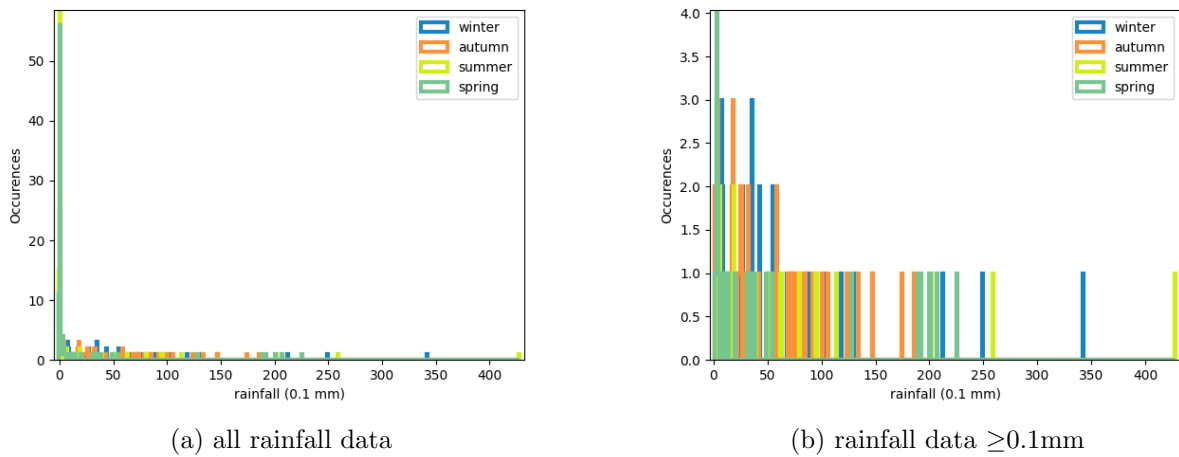 winter
autumn
summer
spring
50
40
30
20
10
0
Occurences
0 50 100 150 200 250 300 350 400
rainfall (0.1 mm)
(a) all rainfall data
winter
autumn
summer
spring
4.0
3.5
3.0
2.5
2.0
1.5
1.0
0.5
0.0
Occurences
0 50 100 150 200 250 300 350 400
rainfall (0.1 mm)
(b) rainfall data ≥0.1mm